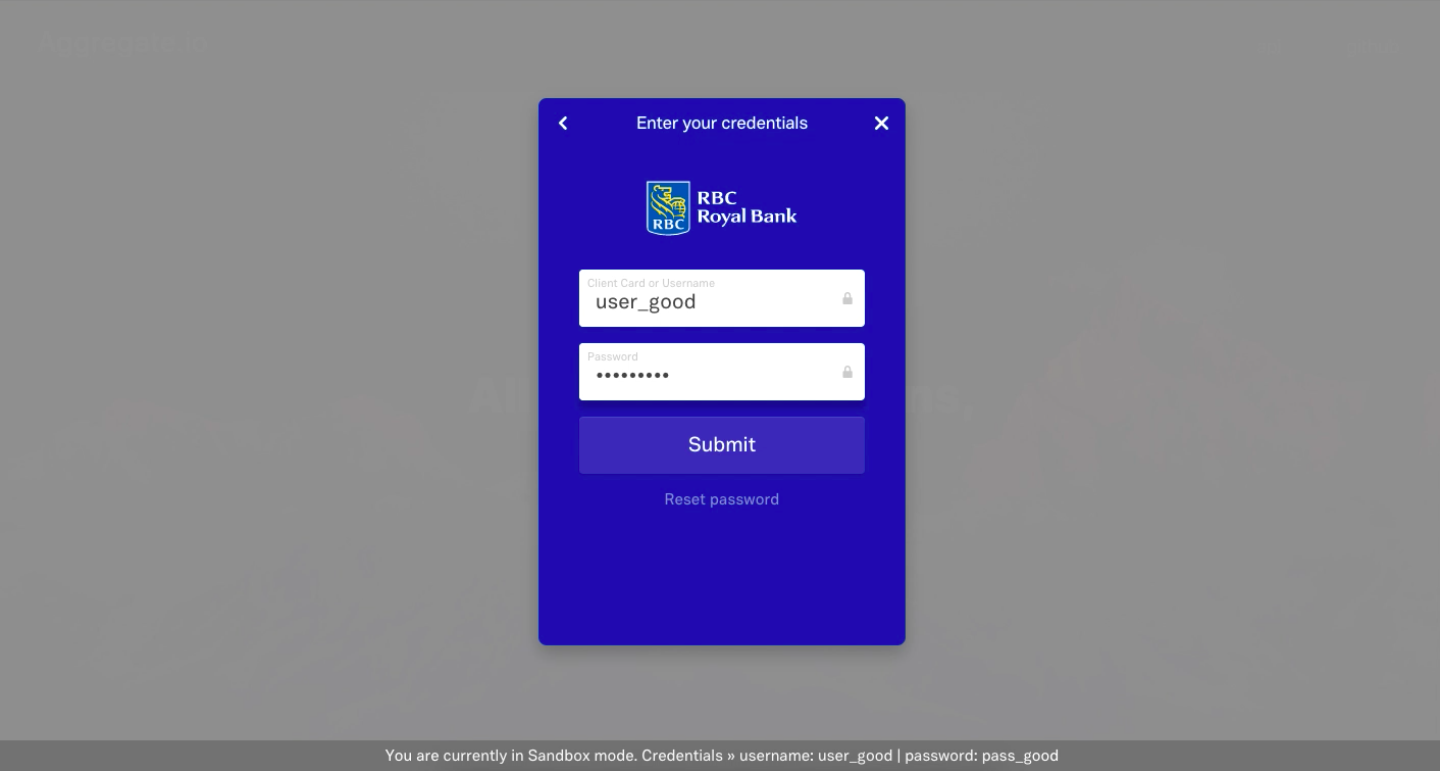 Enter your credentials
RBC
RBC
Royal Bank
Client Card or Username
user_good
Password
•••••••••
Submit
Reset password
You are currently in Sandbox mode. Credentials » username: user_good | password: pass_good